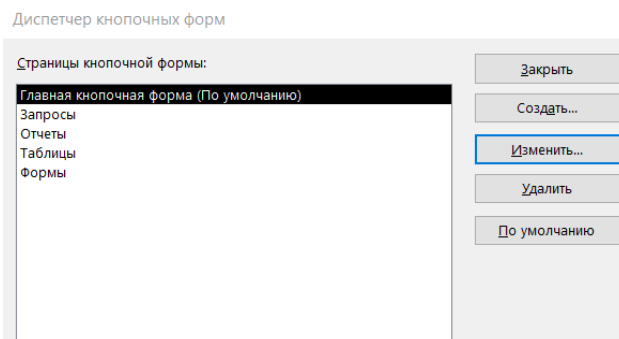 Диспетчер кнопочных форм
Страницы кнопочной формы:
Главная кнопочная форма (По умолчанию)
Запросы
Отчеты
Таблицы
Формы
Закрыть
Создать...
Изменить...
Удалить
По умолчанию